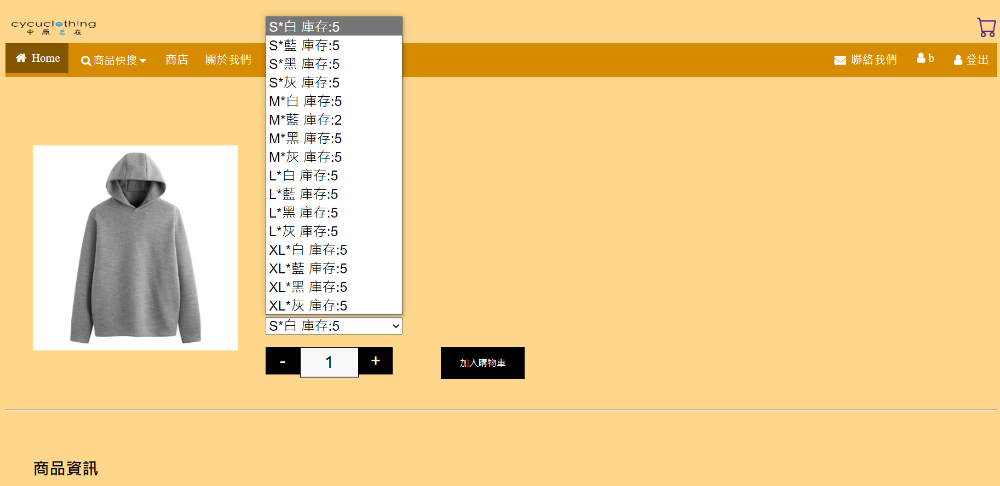 cycuclothing
中原着衣
Home
商品快搜
商店
關於我們
聯絡我們
b
登出
S*白 庫存:5
S*藍 庫存:5
S*黑 庫存:5
S*灰 庫存:5
M*白 庫存:5
M*藍 庫存:2
M*黑 庫存:5
M*灰 庫存:5
L*白 庫存:5
L*藍 庫存:5
L*黑 庫存:5
L*灰 庫存:5
XL*白 庫存:5
XL*藍 庫存:5
XL*黑 庫存:5
XL*灰 庫存:5
S*白 庫存:5
- 1 +
加入購物車
商品資訊